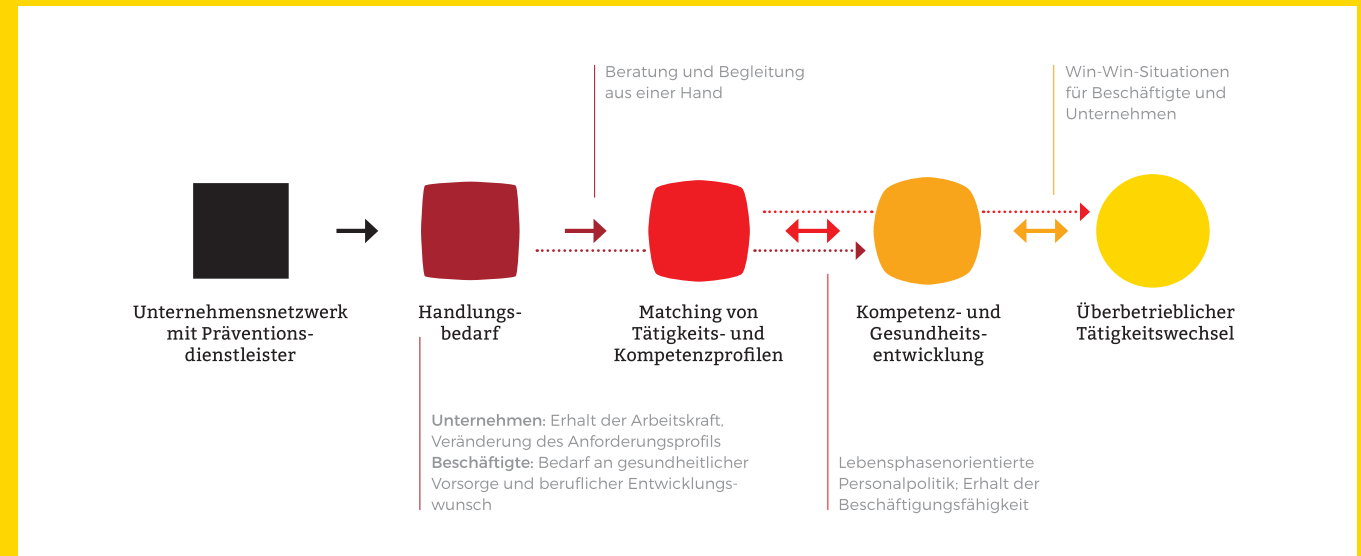 Beratung und Begleitung
aus einer Hand
Win-Win-Situationen
für Beschäftigte und
Unternehmen
Unternehmensnetzwerk
mit Präventions-
dienstleister
Handlungs-
bedarf
Matching von
Tätigkeits- und
Kompetenzprofilen
Kompetenz- und
Gesundheits-
entwicklung
Überbetrieblicher
Tätigkeitswechsel
Unternehmen: Erhalt der Arbeitskraft,
Veränderung des Anforderungsprofils
Beschäftigte: Bedarf an gesundheitlicher
Vorsorge und beruflicher Entwicklungs-
wunsch
Lebensphasenorientierte
Personalpolitik; Erhalt der
Beschäftigungsfähigkeit